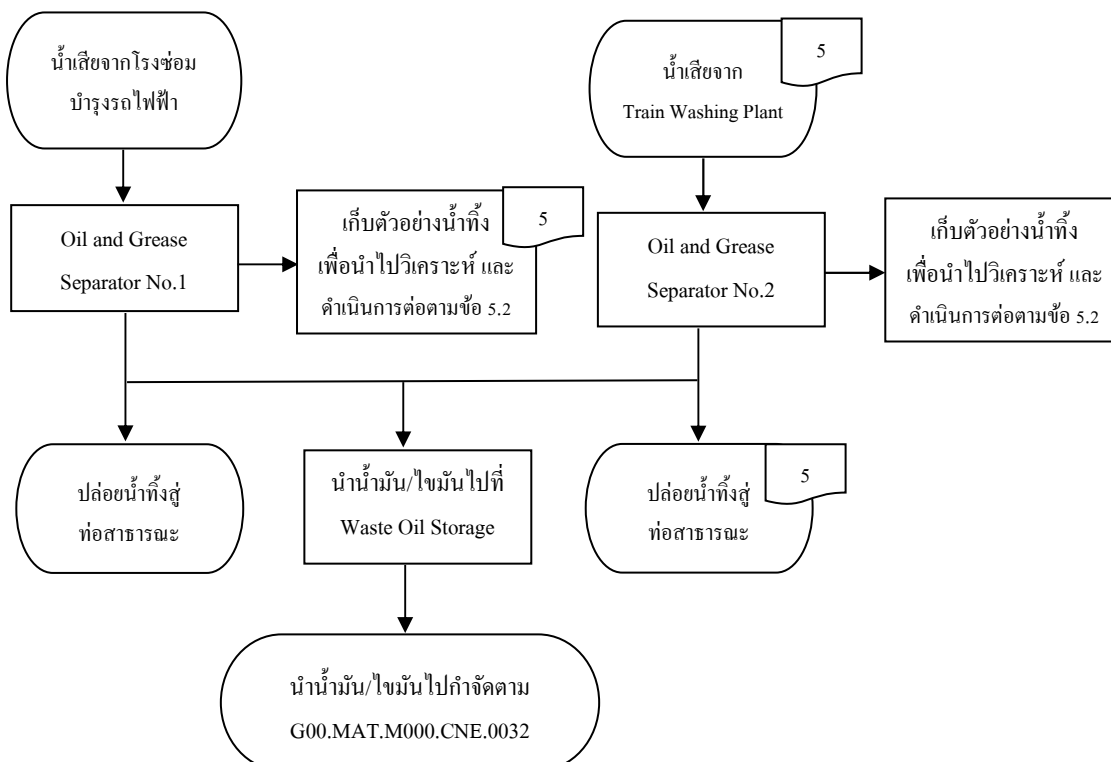 น้ำเสียจากโรงซ่อม
บำรุงรถไฟฟ้า
5
น้ำเสียจาก
Train Washing Plant
Oil and Grease
Separator No.1
5
เก็บตัวอย่างน้ำทิ้ง
เพื่อนำไปวิเคราะห์ และ
ดำเนินการต่อตามข้อ 5.2
Oil and Grease
Separator No.2
เก็บตัวอย่างน้ำทิ้ง
เพื่อนำไปวิเคราะห์ และ
ดำเนินการต่อตามข้อ 5.2
ปล่อยน้ำทิ้งสู่
ท่อสาธารณะ
นำน้ำมัน/ไขมันไปที่
Waste Oil Storage
5
ปล่อยน้ำทิ้งสู่
ท่อสาธารณะ
นำน้ำมัน/ไขมันไปกำจัดตาม
G00.MAT.M000.CNE.0032